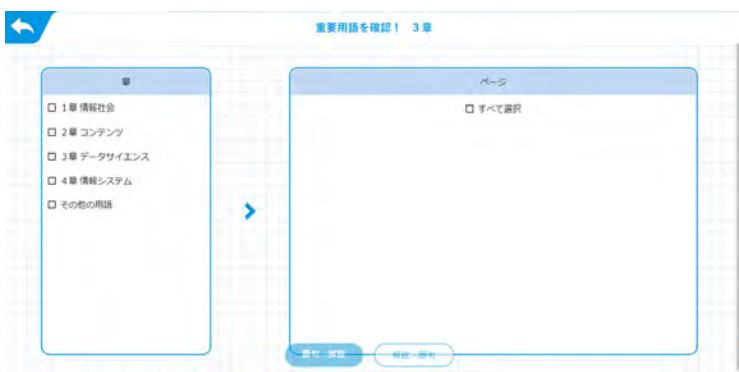 重要用語を確認! 3章
章
1章 情報社会
2章 コンテンツ
3章 データサイエンス
4章 情報システム
その他の用語
ページ
すべて選択